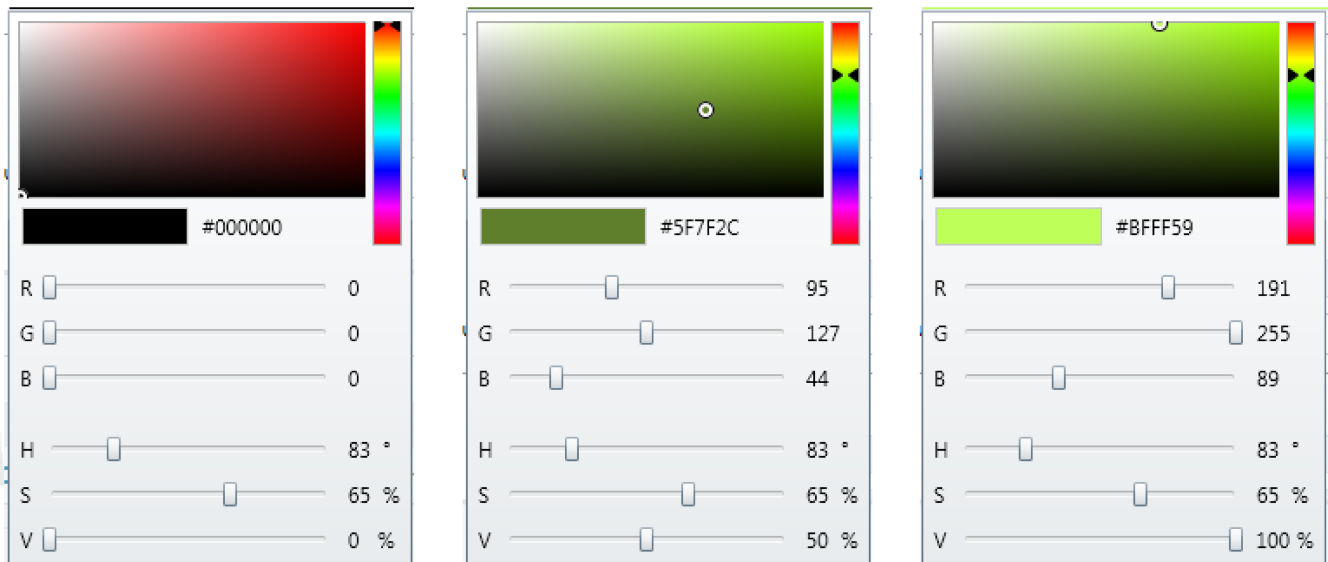 #000000
R 0
G 0
B 0
H 83 °
S 65 %
V 0 %
#5F7F2C
R 95
G 127
B 44
H 83 °
S 65 %
V 50 %
#BFFF59
R 191
G 255
B 89
H 83 °
S 65 %
V 100 %